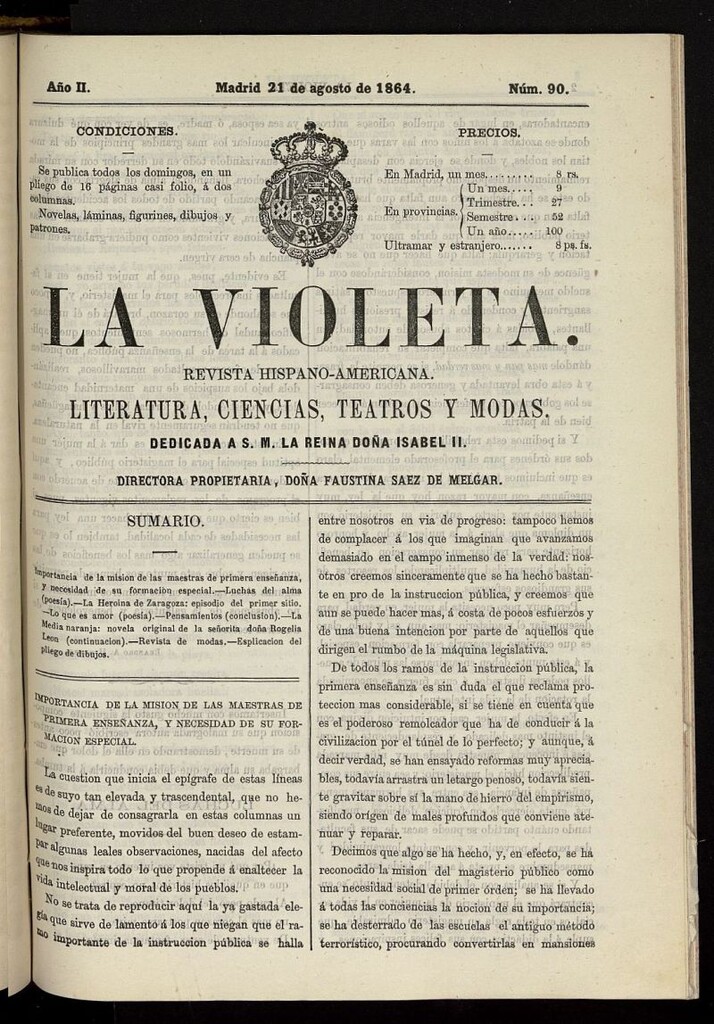 Año II.
Madrid 21 de agosto de 1864.
Núm. 90.
CONDICIONES.
Se publica todos los domingos, en un
pliego de 16 páginas casi folio, á dos
columnas.
Novelas, láminas, figurines, dibujos y
patrones.
PRECIOS.
En Madrid, un mes......... 8 rs.
En provincias.
Un mes..... 9
Trimestre... 27
Semestre... 52
Un año..... 100
Ultramar y estranjero...... 8 ps. fs.
LA VIOLETA.
REVISTA HISPANO-AMERICANA.
LITERATURA, CIENCIAS, TEATROS Y MODAS.
DEDICADA A S. M. LA REINA DOÑA ISABEL II.
DIRECTORA PROPIETARIA, DOÑA FAUSTINA SAEZ DE MELGAR.
SUMARIO.
Importancia de la mision de las maestras de primera enseñanza,
y necesidad de su formacion especial.—Luchas del alma
(poesía).—La Heroina de Zaragoza: episodio del primer sitio.
—Lo que es amor (poesía).—Pensamientos (conclusion).—La
Media naranja: novela original de la señorita doña Rogelia
Leon (continuacion).—Revista de modas.—Esplicacion del
pliego de dibujos.
IMPORTANCIA DE LA MISION DE LAS MAESTRAS DE
PRIMERA ENSEÑANZA, Y NECESIDAD DE SU FOR-
MACION ESPECIAL.
La cuestion que inicia el epígrafe de estas líneas
es de suyo tan elevada y trascendental, que no he-
mos de dejar de consagrarla en estas columnas un
lugar preferente, movidos del buen deseo de estam-
par algunas leales observaciones, nacidas del afecto
que nos inspira todo lo que propende á enaltecer la
vida intelectual y moral de los pueblos.
No se trata de reproducir aquí la ya gastada ele-
gía que sirve de lamento á los que niegan que el ra-
mo importante de la instruccion pública se halla
entre nosotros en via de progreso: tampoco hemos
de complacer á los que imaginan que avanzamos
demasiado en el campo inmenso de la verdad: nos-
otros creemos sinceramente que se ha hecho bastan-
te en pro de la instruccion pública, y creemos que
aun se puede hacer mas, á costa de pocos esfuerzos y
de una buena intencion por parte de aquellos que
dirigen el rumbo de la máquina legislativa.
De todos los ramos de la instruccion pública, la
primera enseñanza es sin duda el que reclama pro-
teccion mas considerable, si se tiene en cuenta que
es el poderoso remolcador que ha de conducir á la
civilizacion por el túnel de lo perfecto; y aunque, á
decir verdad, se han ensayado reformas muy aprecia-
bles, todavía arrastra un letargo penoso, todavía sien-
te gravitar sobre sí la mano de hierro del empirismo,
siendo orígen de males profundos que conviene ate-
nuar y reparar.
Decimos que algo se ha hecho, y, en efecto, se ha
reconocido la mision del magisterio público como
una necesidad social de primer órden; se ha llevado
á todas las conciencias la nocion de su importancia;
se ha desterrado de las escuelas el antiguo método
terrorístico, procurando convertirlas en mansiones